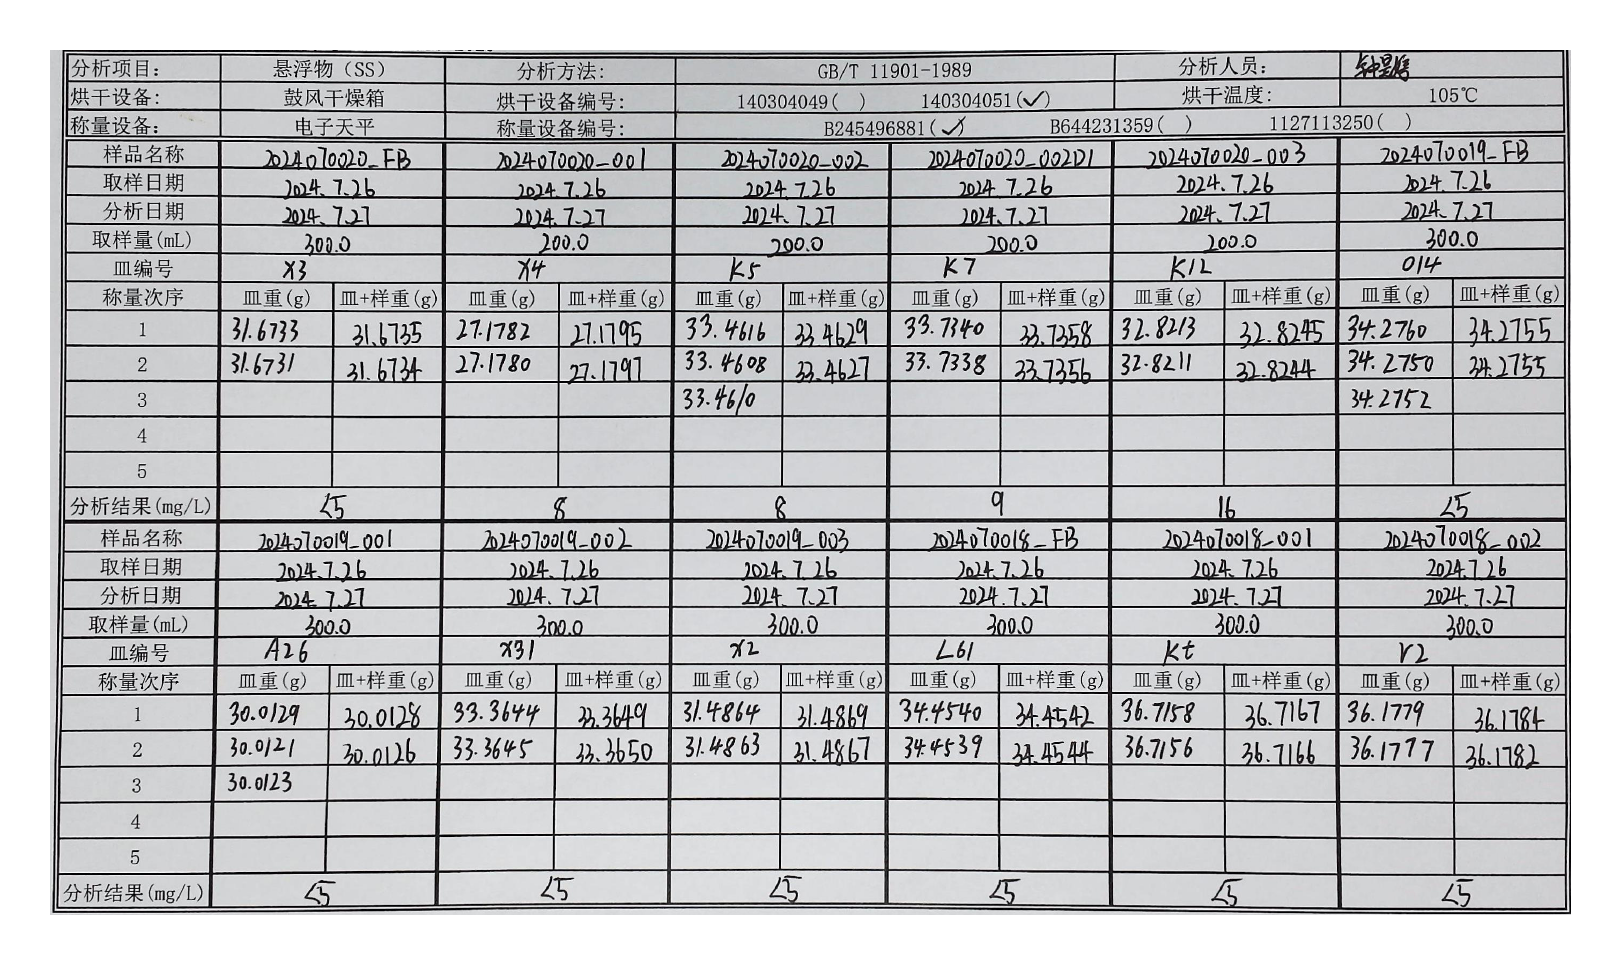 分析项目: 悬浮物（SS） 分析方法: GB/T 11901-1989 分析人员:
烘干设备: 鼓风干燥箱 烘干设备编号: 140304049( ) 140304051(✓) 烘干温度: 105℃
称量设备: 电子天平 称量设备编号: B245496881(✓) B644231359( ) 1127113250( )
样品名称 2024070020_FB 2024070020_001 2024070020_002 2024070020_002D1 2024070020_003 2024070019_FB
取样日期 2024.7.26 2024.7.26 2024.7.26 2024.7.26 2024.7.26 2024.7.26
分析日期 2024.7.27 2024.7.27 2024.7.27 2024.7.27 2024.7.27 2024.7.27
取样量(mL) 300.0 200.0 200.0 200.0 200.0 300.0
皿编号 X3 X4 K5 K7 K12 014
称量次序 皿重(g) 皿+样重(g) 皿重(g) 皿+样重(g) 皿重(g) 皿+样重(g) 皿重(g) 皿+样重(g) 皿重(g) 皿+样重(g) 皿重(g) 皿+样重(g)
1 31.6733 31.6735 27.1782 27.1795 33.4616 33.4629 33.7340 33.7358 32.8213 32.8245 34.2760 34.2755
2 31.6731 31.6734 27.1780 27.1797 33.4608 33.4627 33.7338 33.7356 32.8211 32.8244 34.2750 34.2755
3 33.4610 34.2752
4
5
分析结果(mg/L) <5 8 8 9 16 <5
样品名称 2024070019_001 2024070019_002 2024070019_003 2024070018_FB 2024070018_001 2024070018_002
取样日期 2024.7.26 2024.7.26 2024.7.26 2024.7.26 2024.7.26 2024.7.26
分析日期 2024.7.27 2024.7.27 2024.7.27 2024.7.27 2024.7.27 2024.7.27
取样量(mL) 300.0 300.0 300.0 300.0 300.0 300.0
皿编号 A26 X31 X2 L61 Kt V2
称量次序 皿重(g) 皿+样重(g) 皿重(g) 皿+样重(g) 皿重(g) 皿+样重(g) 皿重(g) 皿+样重(g) 皿重(g) 皿+样重(g) 皿重(g) 皿+样重(g)
1 30.0129 30.0128 33.3644 33.3649 31.4864 31.4869 34.4540 34.4542 36.7158 36.7167 36.1779 36.1784
2 30.0121 30.0126 33.3645 33.3650 31.4863 31.4867 34.4539 34.4544 36.7156 36.7166 36.1777 36.1782
3 30.0123
4
5
分析结果(mg/L) <5 <5 <5 <5 <5 <5